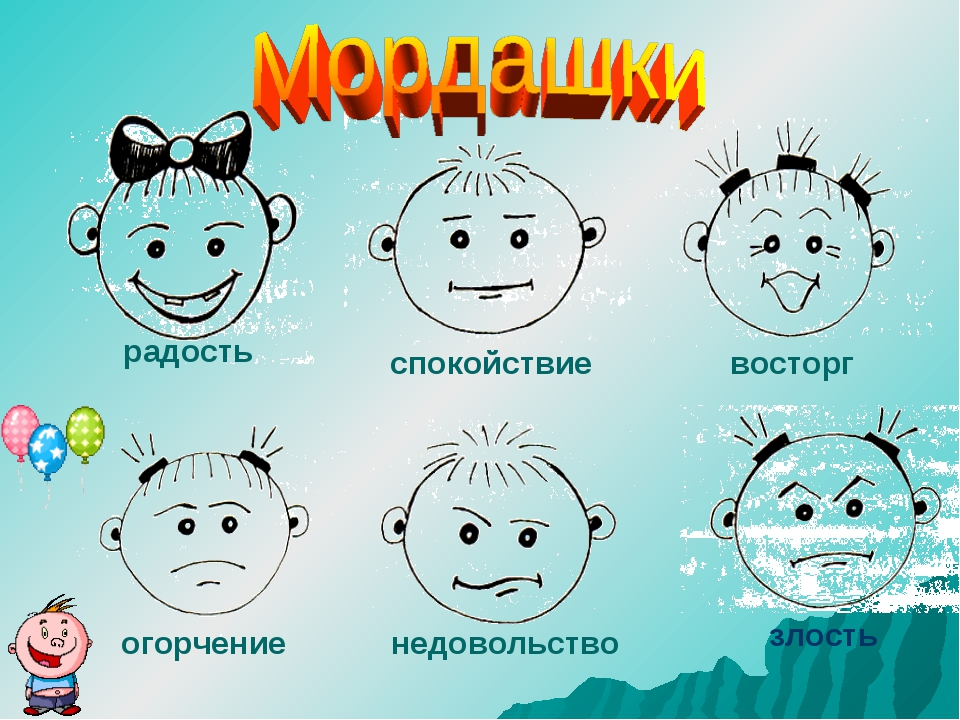 Мордашки
радость
спокойствие
восторг
огорчение
недовольство
злость